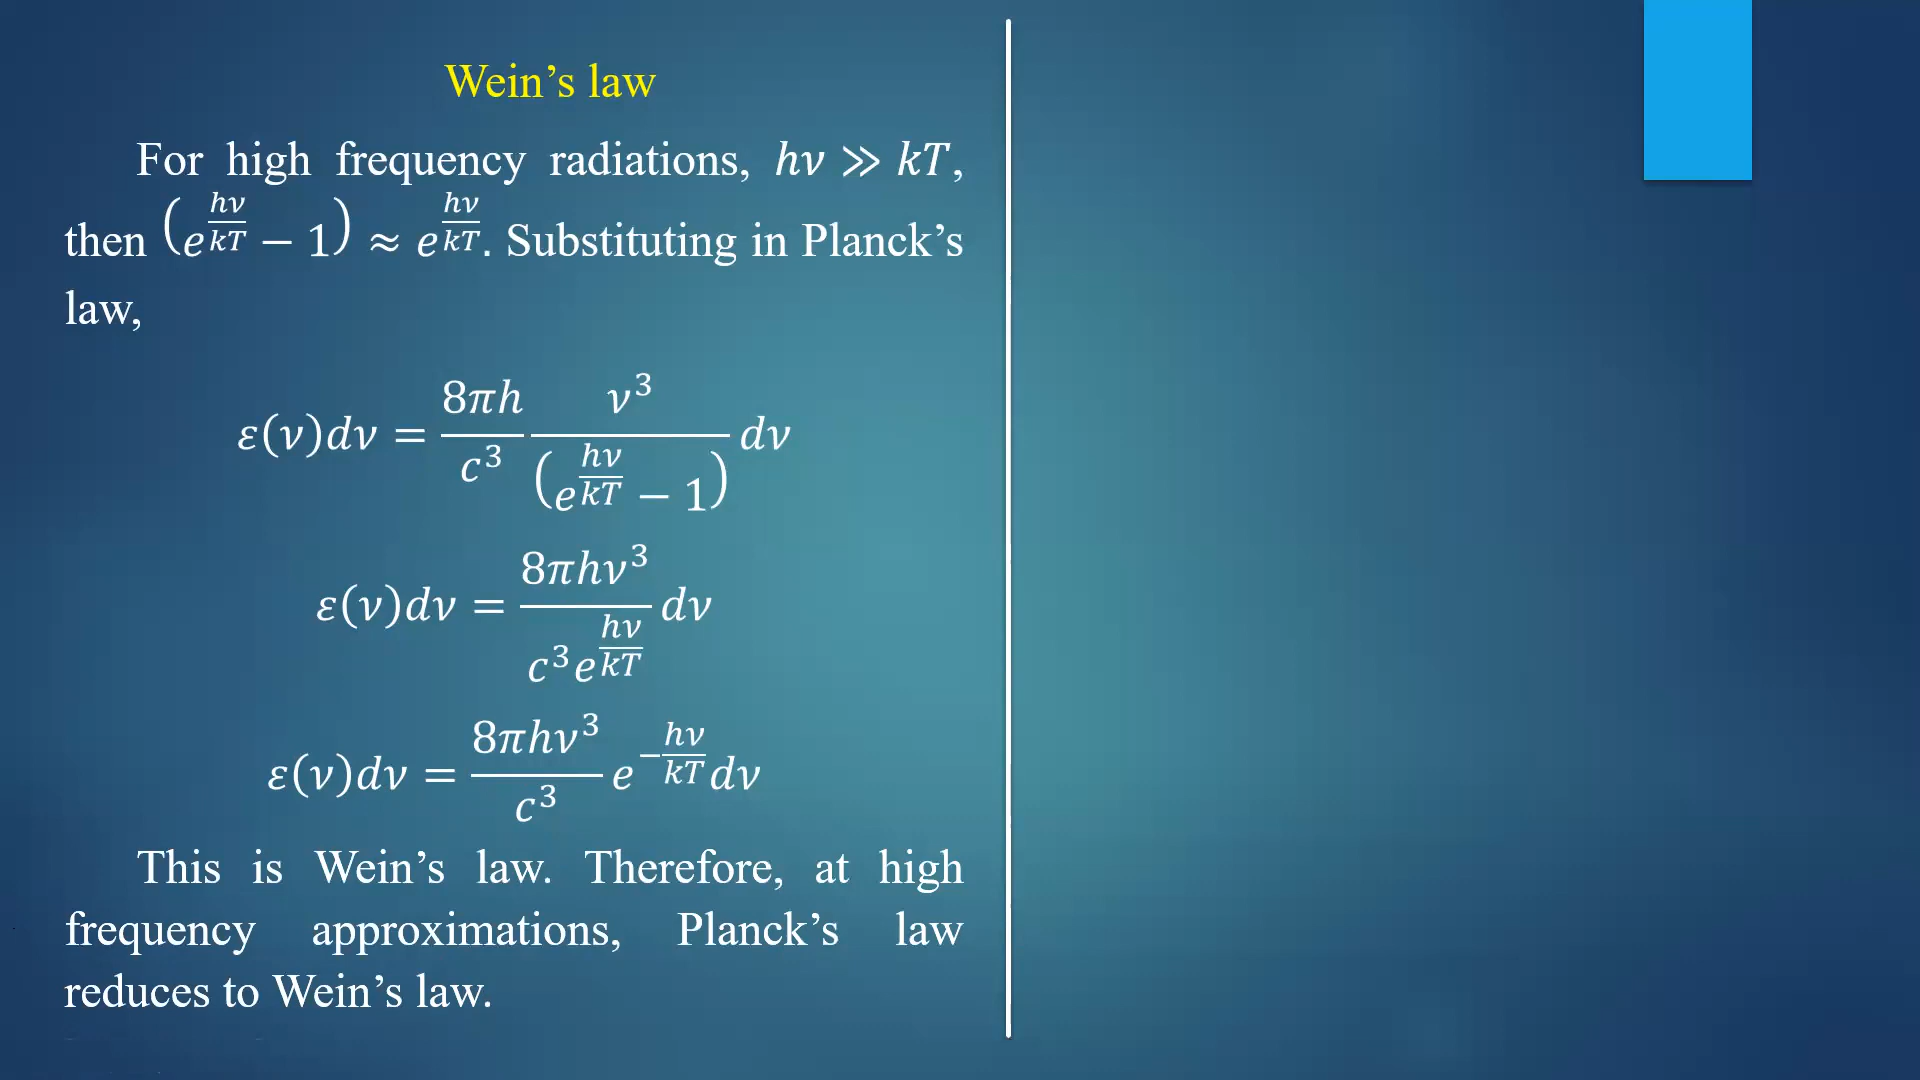 Wein’s law
For high frequency radiations, ℎ𝜈 ≫ 𝑘𝑇,
then (𝑒^(ℎ𝜈/𝑘𝑇) − 1) ≈ 𝑒^(ℎ𝜈/𝑘𝑇). Substituting in Planck’s
law,
𝜀(𝜈)𝑑𝜈 = (8𝜋ℎ/𝑐³) (𝜈³/(𝑒^(ℎ𝜈/𝑘𝑇) − 1)) 𝑑𝜈
𝜀(𝜈)𝑑𝜈 = (8𝜋ℎ𝜈³/(𝑐³𝑒^(ℎ𝜈/𝑘𝑇))) 𝑑𝜈
𝜀(𝜈)𝑑𝜈 = (8𝜋ℎ𝜈³/𝑐³) 𝑒^(−ℎ𝜈/𝑘𝑇) 𝑑𝜈
This is Wein’s law. Therefore, at high
frequency approximations, Planck’s law
reduces to Wein’s law.